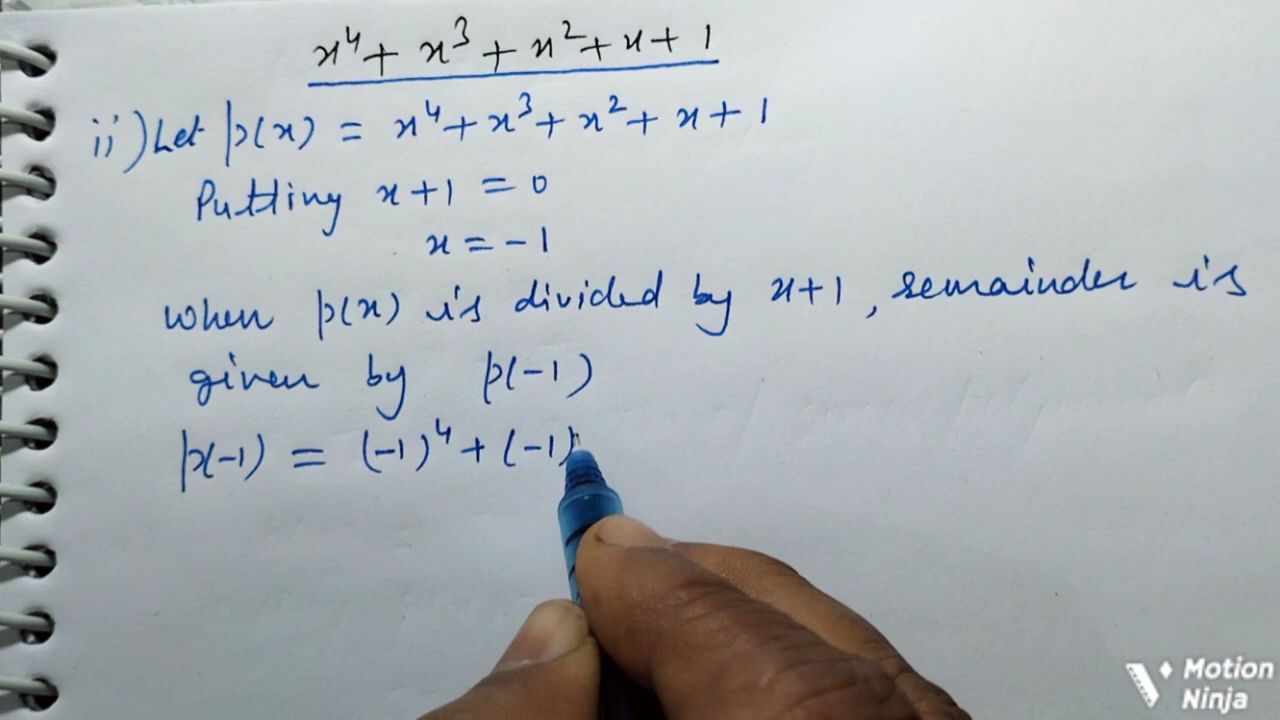 x⁴ + x³ + x² + x + 1
ii) Let p(x) = x⁴ + x³ + x² + x + 1
Putting x + 1 = 0
x = -1
when p(x) is divided by x+1, remainder is
given by p(-1)
p(-1) = (-1)⁴ + (-1)
Motion
Ninja